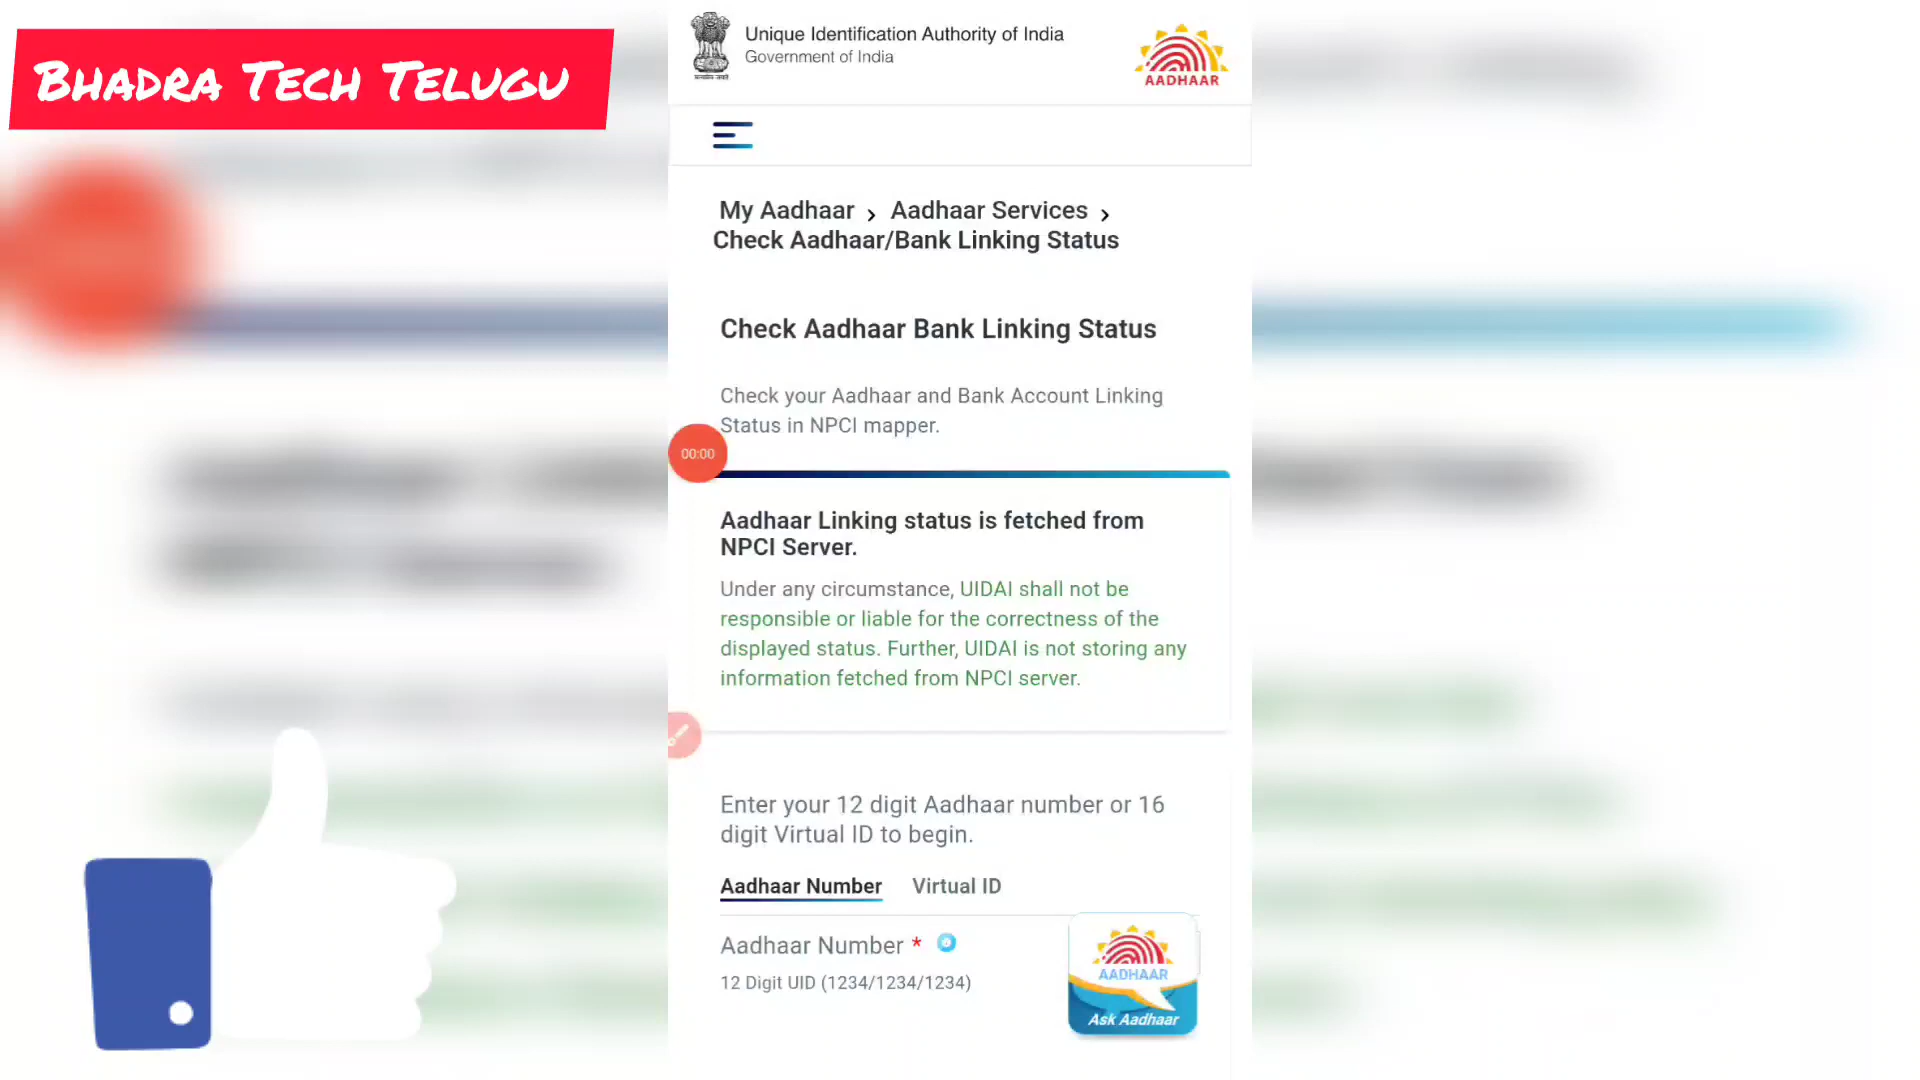 Bhadra Tech Telugu
Unique Identification Authority of India
Government of India
AADHAAR
My Aadhaar > Aadhaar Services >
Check Aadhaar/Bank Linking Status
Check Aadhaar Bank Linking Status
Check your Aadhaar and Bank Account Linking
Status in NPCI mapper.
00:00
Aadhaar Linking status is fetched from
NPCI Server.
Under any circumstance, UIDAI shall not be
responsible or liable for the correctness of the
displayed status. Further, UIDAI is not storing any
information fetched from NPCI server.
Enter your 12 digit Aadhaar number or 16
digit Virtual ID to begin.
Aadhaar Number Virtual ID
Aadhaar Number *
12 Digit UID (1234/1234/1234)
AADHAAR
Ask Aadhaar